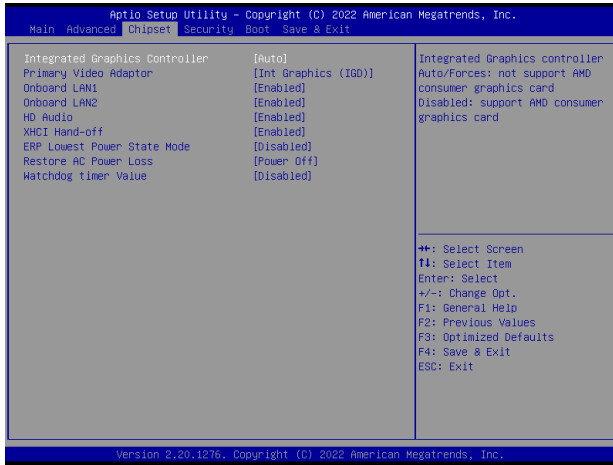 Aptio Setup Utility – Copyright (C) 2022 American Megatrends, Inc.
Main Advanced Chipset Security Boot Save & Exit
Integrated Graphics Controller [Auto]
Primary Video Adaptor [Int Graphics (IGD)]
Onboard LAN1 [Enabled]
Onboard LAN2 [Enabled]
HD Audio [Enabled]
XHCI Hand-off [Enabled]
ERP Lowest Power State Mode [Disabled]
Restore AC Power Loss [Power Off]
Watchdog timer Value [Disabled]
Integrated Graphics controller
Auto/Forces: not support AMD
consumer graphics card
Disabled: support AMD consumer
graphics card
→←: Select Screen
↑↓: Select Item
Enter: Select
+/-: Change Opt.
F1: General Help
F2: Previous Values
F3: Optimized Defaults
F4: Save & Exit
ESC: Exit
Version 2.20.1276. Copyright (C) 2022 American Megatrends, Inc.